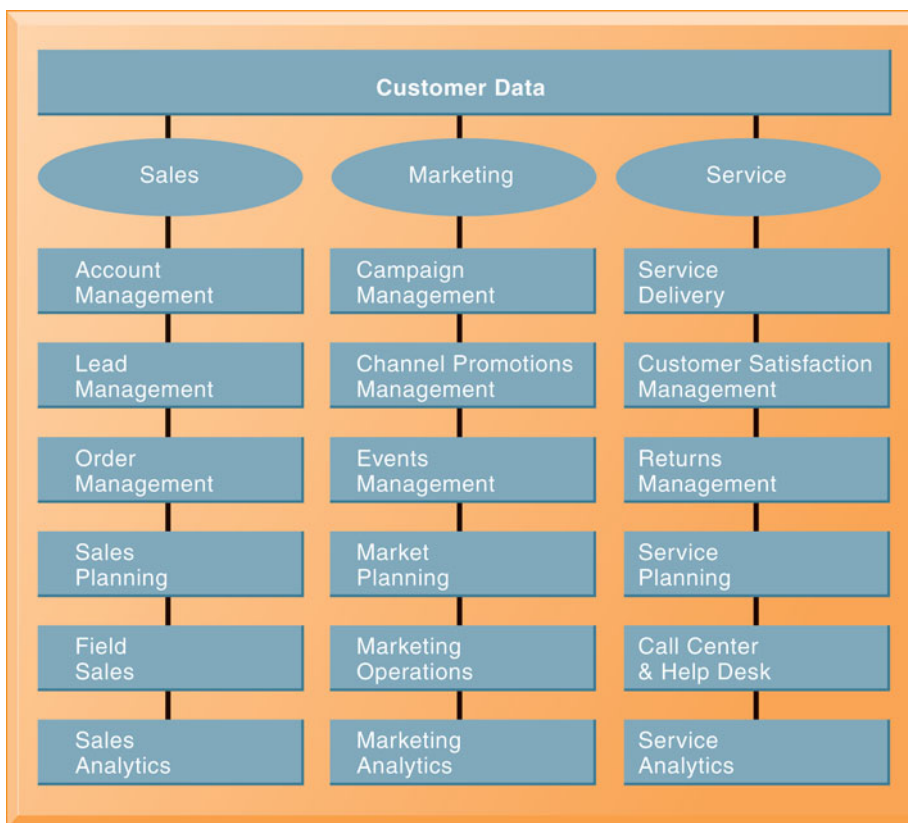 Customer Data
Sales
Marketing
Service
Account
Management
Campaign
Management
Service
Delivery
Lead
Management
Channel Promotions
Management
Customer Satisfaction
Management
Order
Management
Events
Management
Returns
Management
Sales
Planning
Market
Planning
Service
Planning
Field
Sales
Marketing
Operations
Call Center
& Help Desk
Sales
Analytics
Marketing
Analytics
Service
Analytics